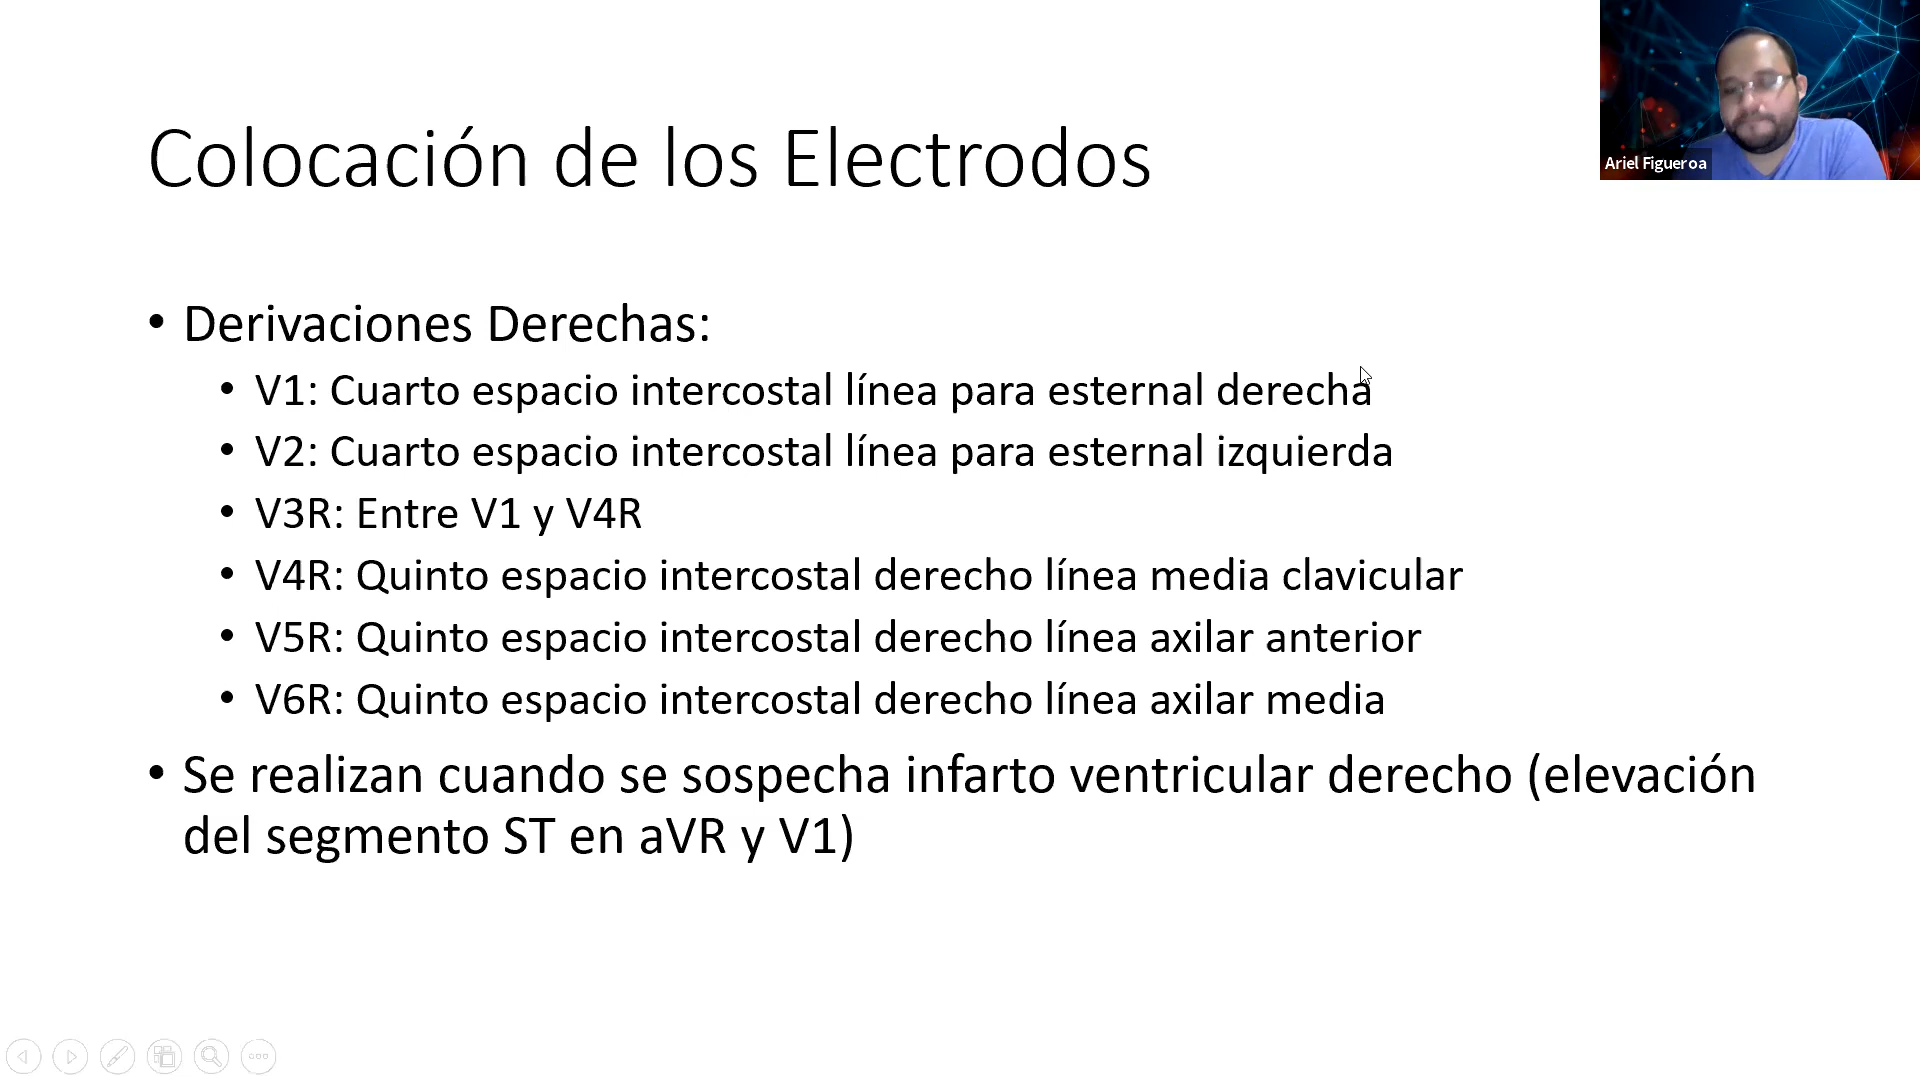 Colocación de los Electrodos
Ariel Figueroa
• Derivaciones Derechas:
• V1: Cuarto espacio intercostal línea para esternal derecha
• V2: Cuarto espacio intercostal línea para esternal izquierda
• V3R: Entre V1 y V4R
• V4R: Quinto espacio intercostal derecho línea media clavicular
• V5R: Quinto espacio intercostal derecho línea axilar anterior
• V6R: Quinto espacio intercostal derecho línea axilar media
• Se realizan cuando se sospecha infarto ventricular derecho (elevación
del segmento ST en aVR y V1)